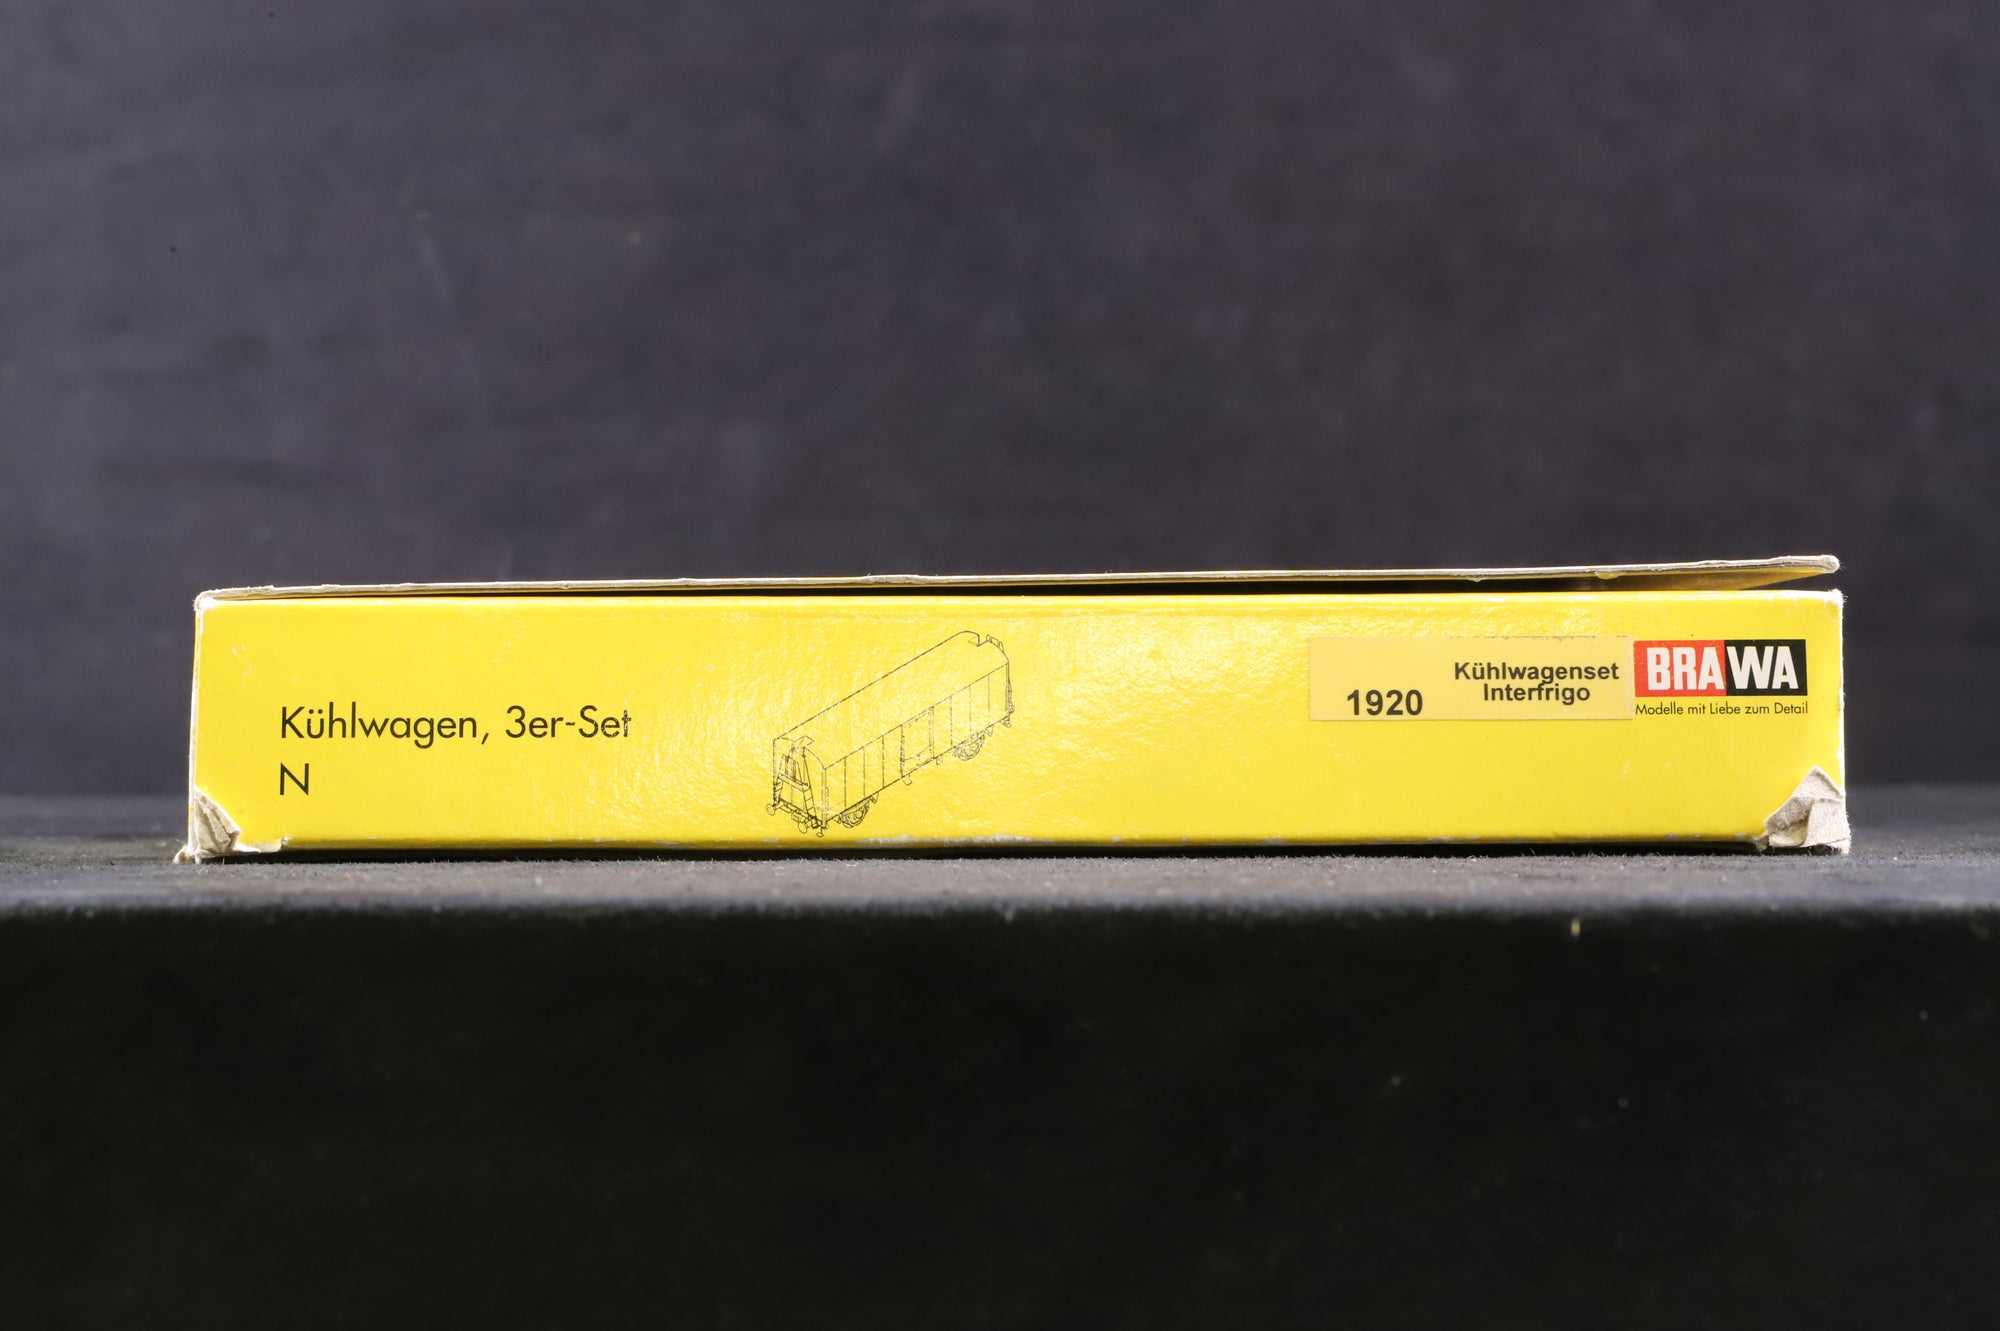 Kühlwagen, 3er-Set
N
1920
Kühlwagenset
Interfrigo
BRAWA
Modelle mit Liebe zum Detail